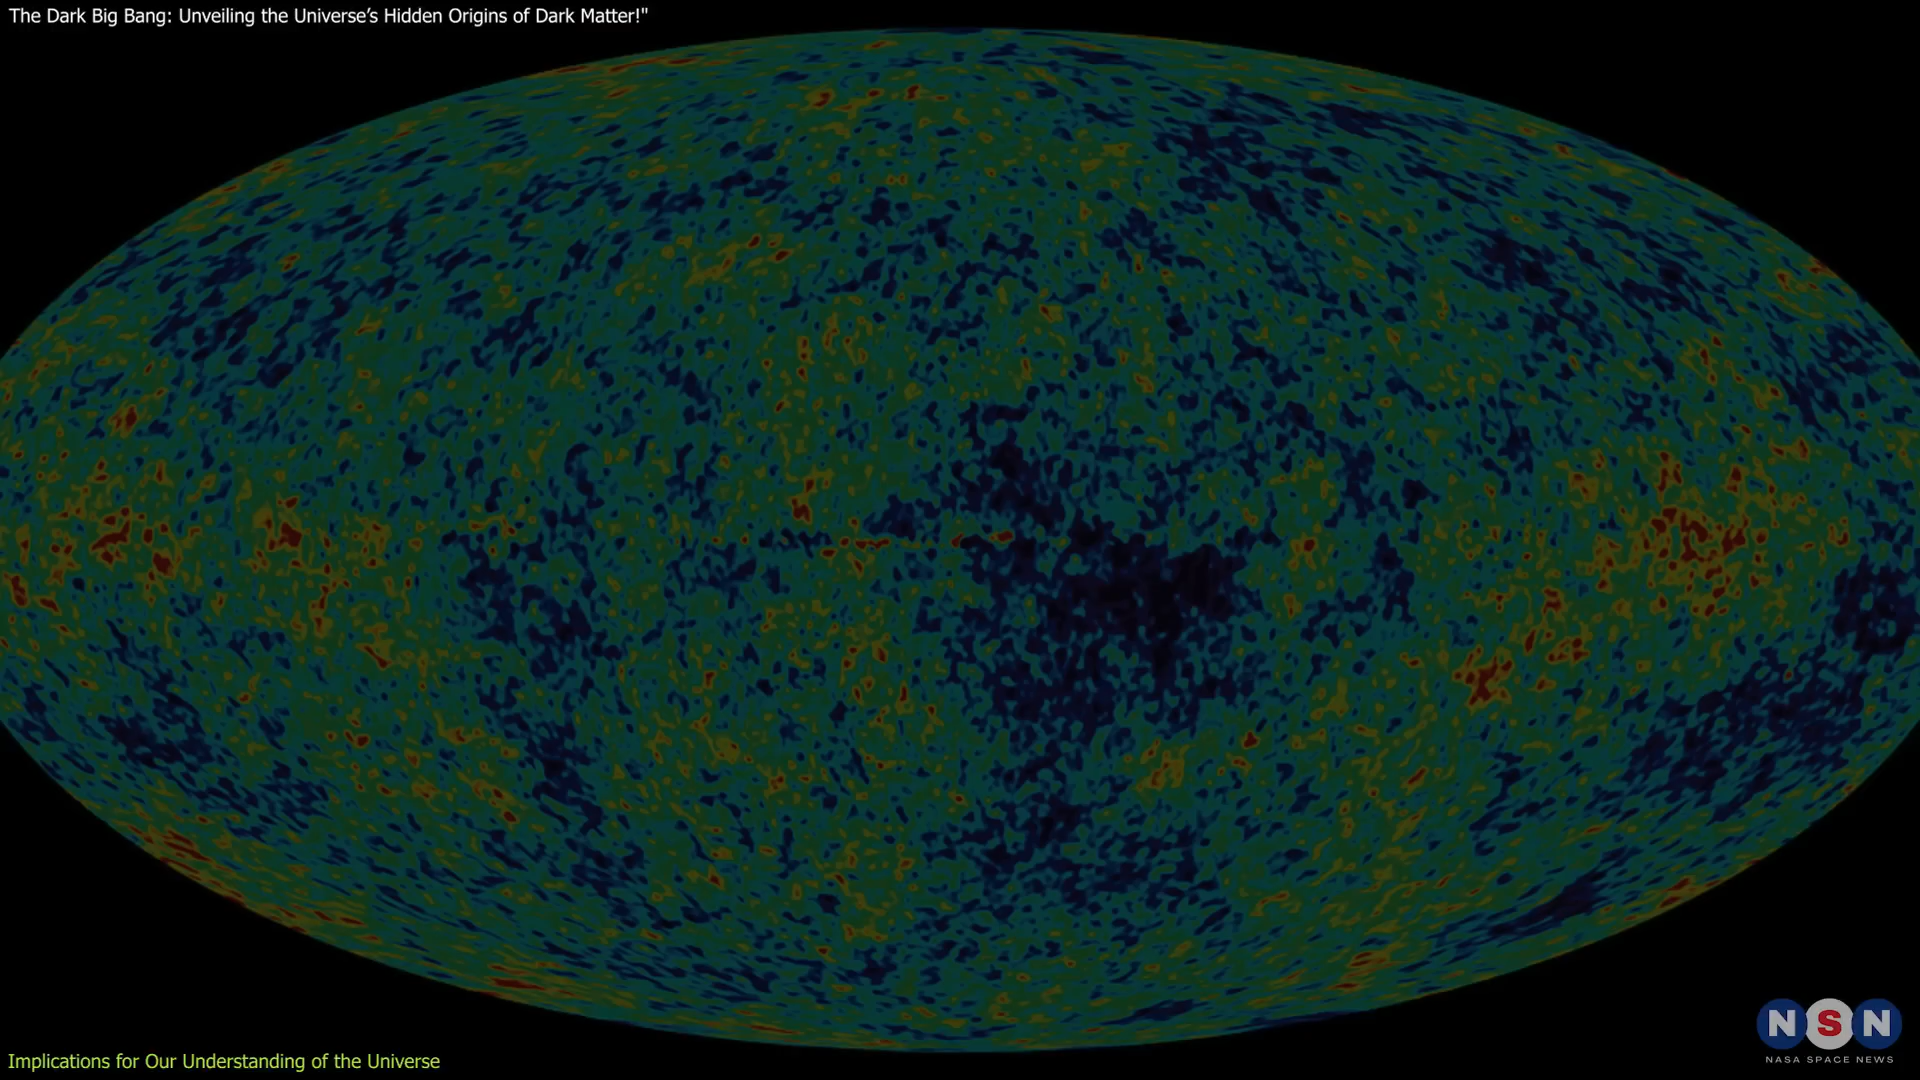 The Dark Big Bang: Unveiling the Universe’s Hidden Origins of Dark Matter!"
NSN
NASA SPACE NEWS
Implications for Our Understanding of the Universe